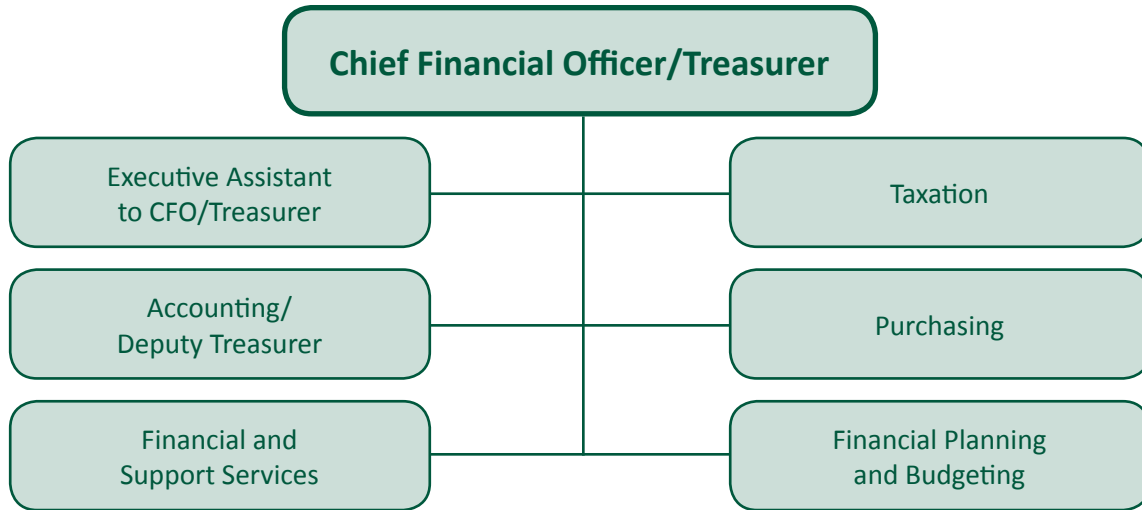 Chief Financial Officer/Treasurer
Executive Assistant
to CFO/Treasurer
Taxation
Accounting/
Deputy Treasurer
Purchasing
Financial and
Support Services
Financial Planning
and Budgeting